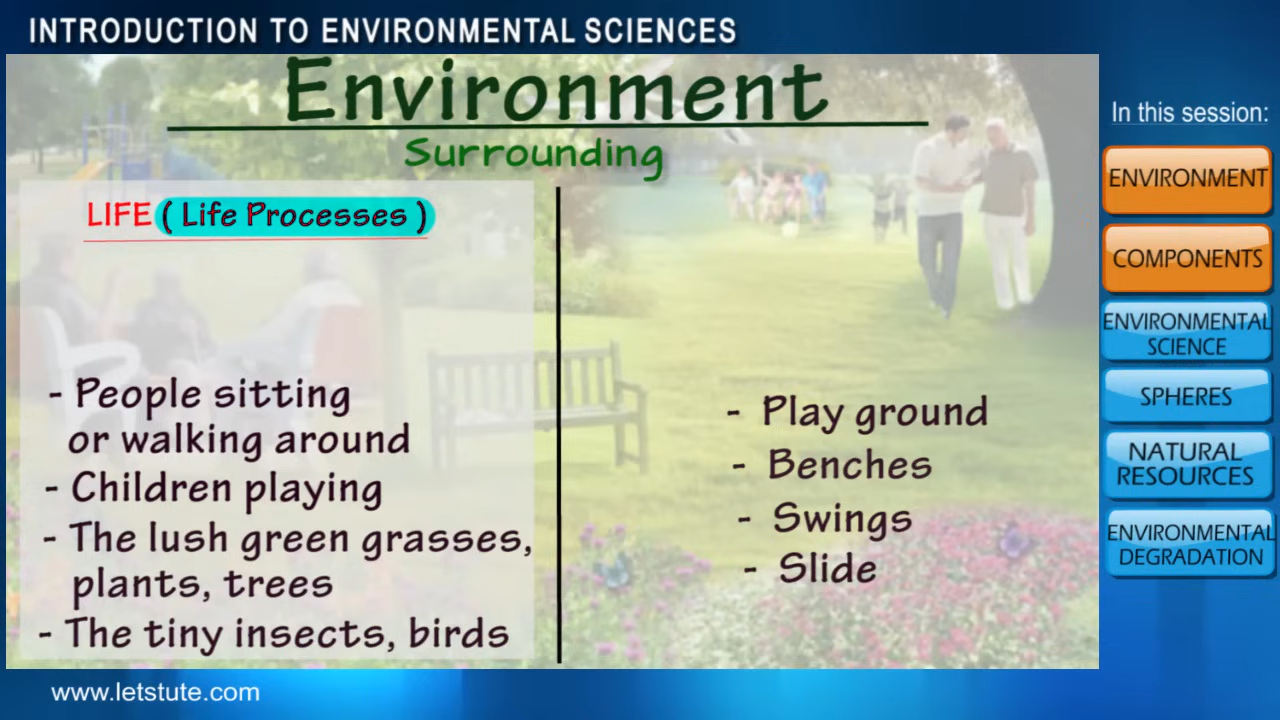 INTRODUCTION TO ENVIRONMENTAL SCIENCES
Environment
Surrounding
LIFE ( Life Processes )
- People sitting
or walking around
- Children playing
- The lush green grasses,
plants, trees
- The tiny insects, birds
- Play ground
- Benches
- Swings
- Slide
In this session:
ENVIRONMENT
COMPONENTS
ENVIRONMENTAL
SCIENCE
SPHERES
NATURAL
RESOURCES
ENVIRONMENTAL
DEGRADATION
www.letstute.com